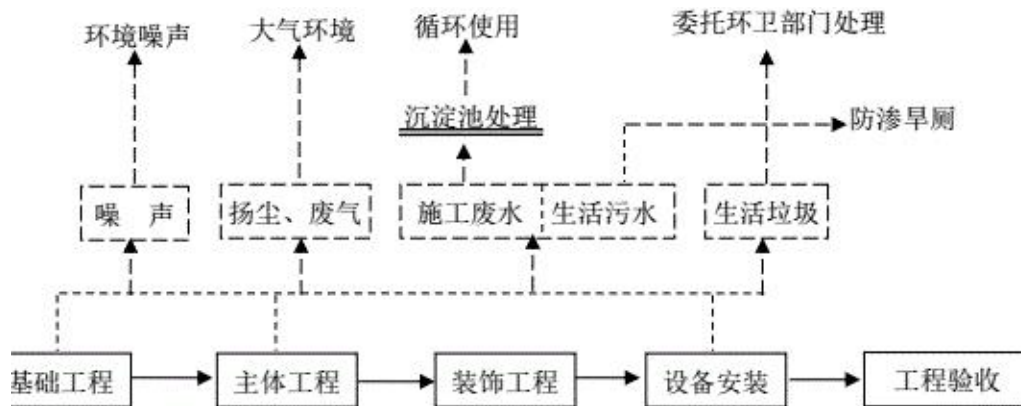 环境噪声 大气环境 循环使用 委托环卫部门处理
沉淀池处理 防渗旱厕
噪 声 扬尘、废气 施工废水 生活污水 生活垃圾
基础工程 主体工程 装饰工程 设备安装 工程验收